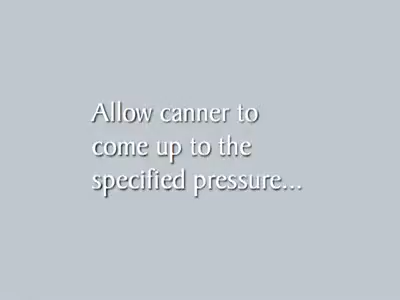 Allow canner to
come up to the
specified pressure...